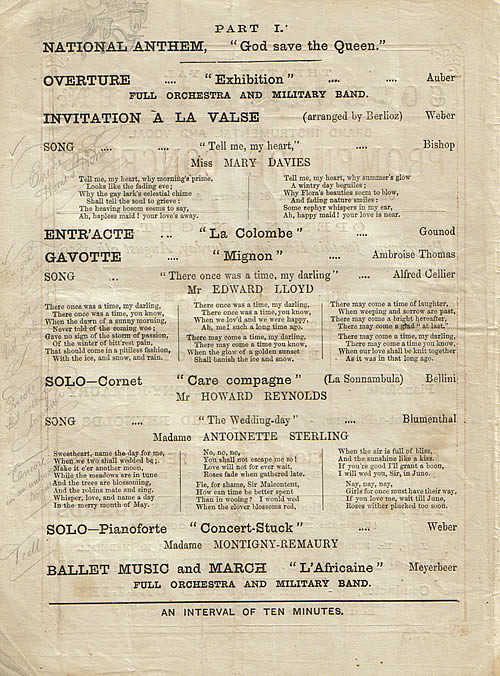 PART I.
NATIONAL ANTHEM, "God save the Queen."
OVERTURE .... "Exhibition" .... .... Auber
FULL ORCHESTRA AND MILITARY BAND.
INVITATION À LA VALSE (arranged by Berlioz) Weber
SONG .... .... "Tell me, my heart," .... Bishop
Miss MARY DAVIES
Tell me, my heart, why morning's prime,
Looks like the fading eve;
Why the gay lark's celestial chime
Shall tell the soul to grieve:
The heaving bosom seems to say,
Ah, hapless maid! your love's away.
Tell me, my heart, why summer's glow
A wintry day beguiles;
Why Flora's beauties seem to blow,
And fading nature smiles:
Some zephyr whispers in my ear,
Ah, happy maid! your love is near.
ENTR'ACTE .... "La Colombe" .... Gounod
GAVOTTE .... "Mignon" .... Ambroise Thomas
SONG .. "There once was a time, my darling" .... Alfred Cellier
Mr EDWARD LLOYD
There once was a time, my darling,
There once was a time, you know,
When the dawn of a sunny morning,
Never told of the coming woe;
Gave no sign of the storm of passion,
Of the winter of bitt'rest pain,
That should come in pitiless fashion,
With the ice, and snow, and rain.
There once was a time, my darling,
There once was a time, you know,
When we lov'd and we were happy,
Ah, me! such a long time ago.
There may come a time, my darling,
There may come a time you know,
When the glow of a golden sunset
Shall banish the ice and snow.
There may come a time of laughter,
When weeping and sorrow are past,
There may come a bright hereafter,
There may come a glad "at last."
There may come a time, my darling,
There may come a time you know,
When our love shall be knit together
As it was in that long ago.
SOLO—Cornet "Care compagne" (La Sonnambula) Bellini
Mr HOWARD REYNOLDS
SONG .... "The Wedding-day" .... Blumenthal
Madame ANTOINETTE STERLING
Sweetheart, name the day for me,
When we two shall wedded be;
Make it e'er another moon,
While the meadows are in tune
And the trees are blossoming,
And the robins mate and sing.
Whisper, love, and name a day
In the merry month of May.
No, no, no,
You shall not escape me so!
Love will not for ever wait,
Roses fade when gathered late.
Fie, for shame, Sir Malcontent,
How can time be better spent
Than in wooing? I would wed
When the clover blossoms red,
When the air is full of bliss,
And the sunshine like a kiss.
If you're good I'll grant a boon,
I will wed you, Sir, in June.
Nay, nay, nay,
Girls for once must have their way,
If you love me, wait till June,
Roses wither plucked too soon.
SOLO—Pianoforte "Concert-Stuck" .... Weber
Madame MONTIGNY-REMAURY
BALLET MUSIC and MARCH "L'Africaine" Meyerbeer
FULL ORCHESTRA AND MILITARY BAND.
AN INTERVAL OF TEN MINUTES.